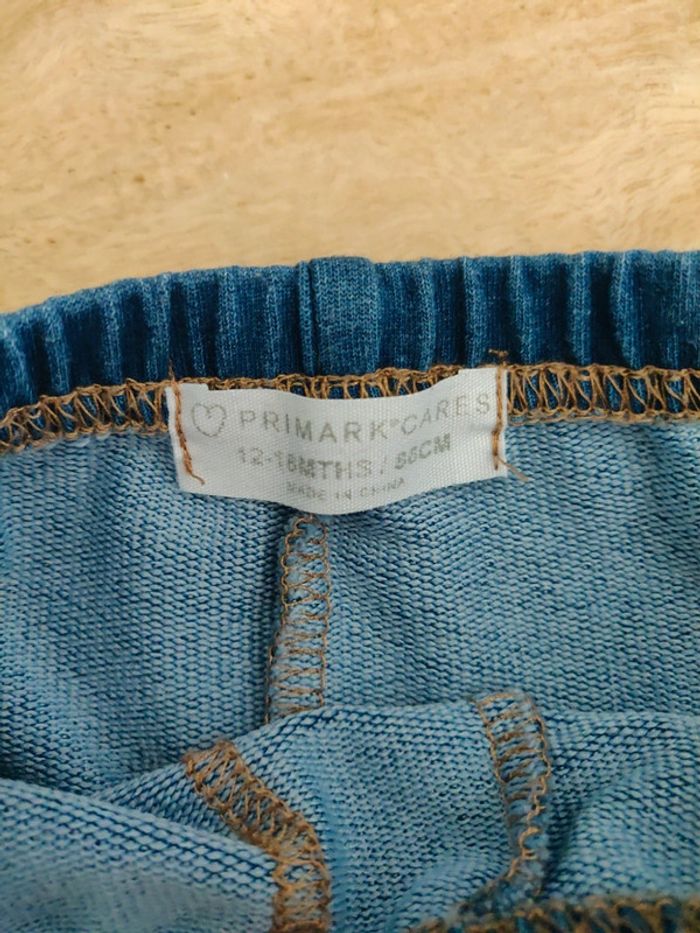 PRIMARK®CARES
12-18MTHS / 86CM
MADE IN CHINA